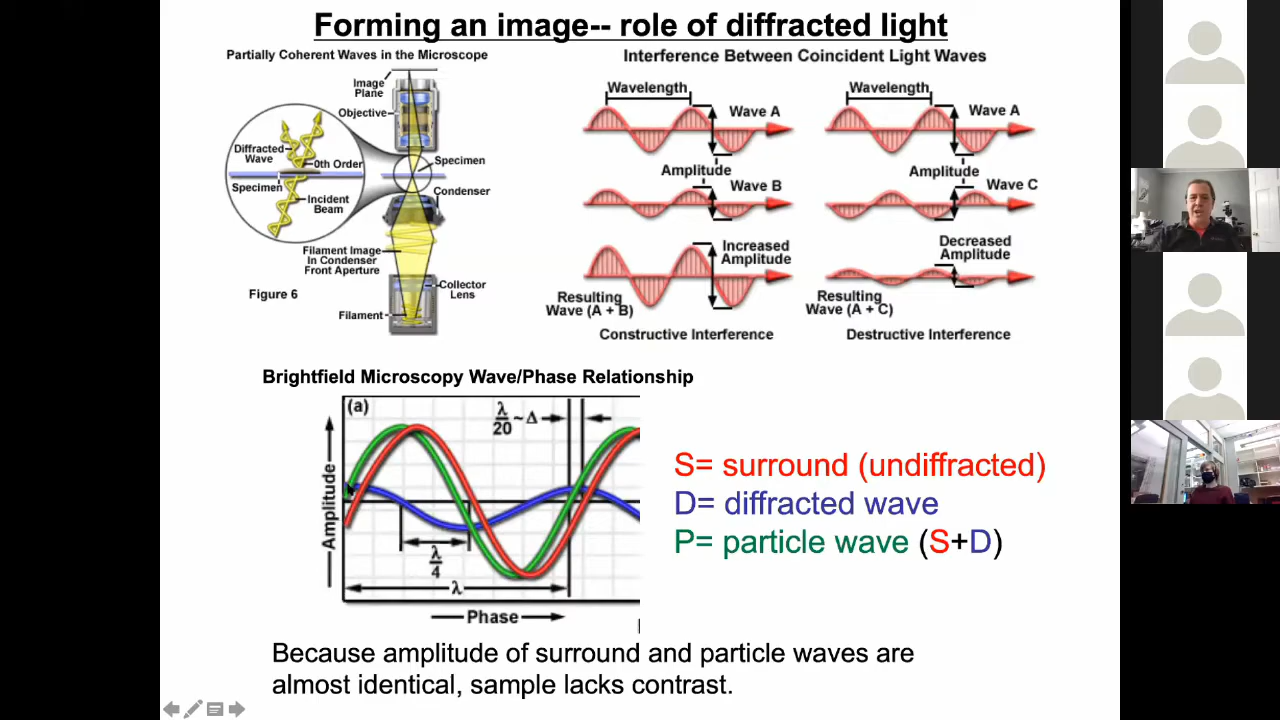 Forming an image-- role of diffracted light
Partially Coherent Waves in the Microscope
Image
Plane
Objective
Diffracted
Wave
0th Order
Specimen
Incident
Beam
Specimen
Condenser
Filament Image
In Condenser
Front Aperture
Figure 6
Collector
Lens
Filament
Interference Between Coincident Light Waves
Wavelength
Wave A
Amplitude
Wave B
Increased
Amplitude
Resulting
Wave (A + B)
Constructive Interference
Wavelength
Wave A
Amplitude
Wave C
Decreased
Amplitude
Resulting
Wave (A + C)
Destructive Interference
Brightfield Microscopy Wave/Phase Relationship
(a)
λ
20 ~ Δ
Amplitude
λ
4
λ
Phase
S= surround (undiffracted)
D= diffracted wave
P= particle wave (S+D)
Because amplitude of surround and particle waves are
almost identical, sample lacks contrast.